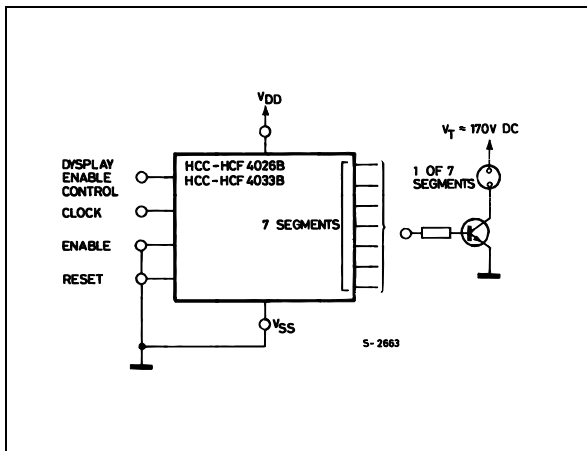 VDD
HCC-HCF 4026B
HCC-HCF 4033B
DYSPLAY
ENABLE
CONTROL
CLOCK
ENABLE
RESET
7 SEGMENTS
VSS
VT = 170V DC
1 OF 7
SEGMENTS
S-2663